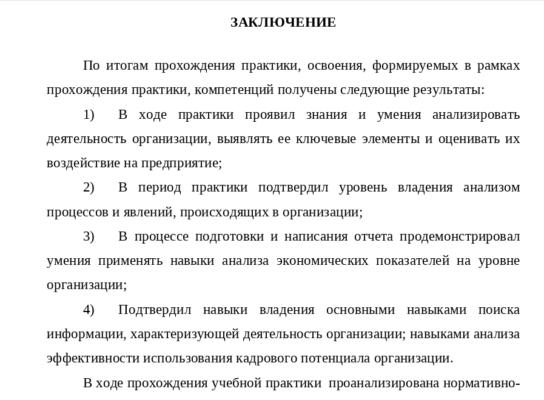 ЗАКЛЮЧЕНИЕ
По итогам прохождения практики, освоения, формируемых в рамках
прохождения практики, компетенций получены следующие результаты:
1) В ходе практики проявил знания и умения анализировать
деятельность организации, выявлять ее ключевые элементы и оценивать их
воздействие на предприятие;
2) В период практики подтвердил уровень владения анализом
процессов и явлений, происходящих в организации;
3) В процессе подготовки и написания отчета продемонстрировал
умения применять навыки анализа экономических показателей на уровне
организации;
4) Подтвердил навыки владения основными навыками поиска
информации, характеризующей деятельность организации; навыками анализа
эффективности использования кадрового потенциала организации.
В ходе прохождения учебной практики проанализирована нормативно-